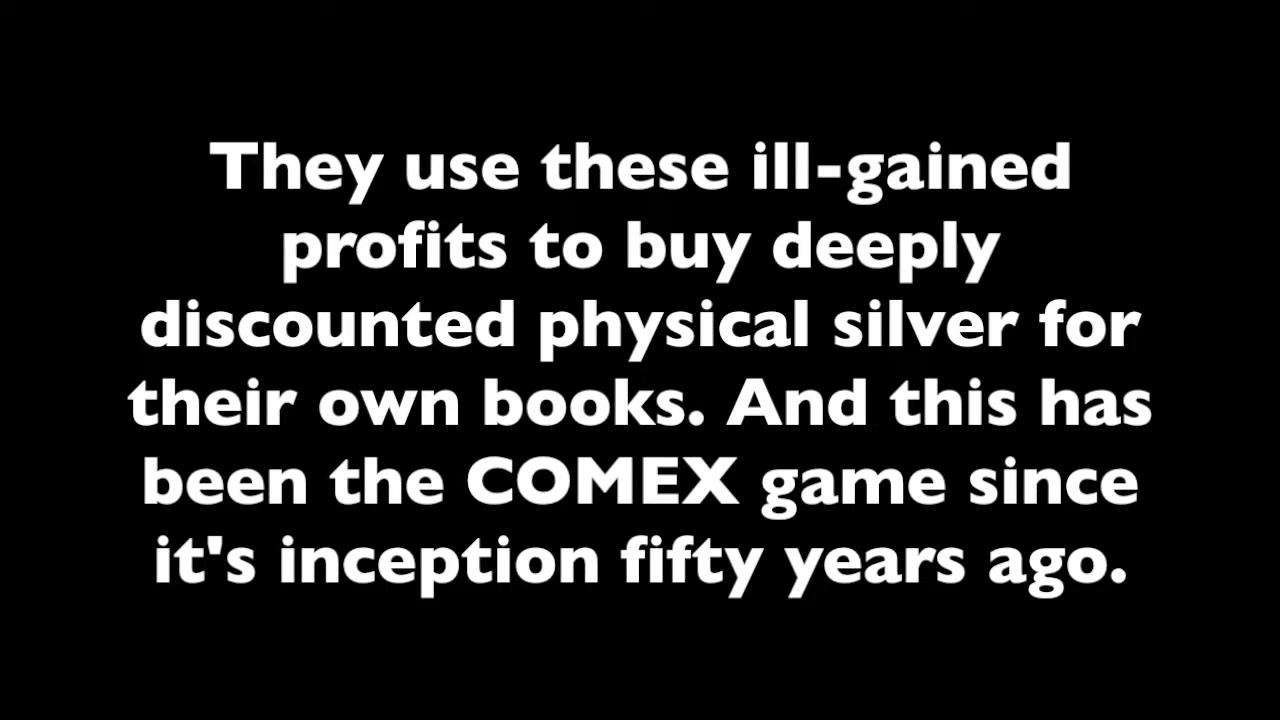 They use these ill-gained
profits to buy deeply
discounted physical silver for
their own books. And this has
been the COMEX game since
it's inception fifty years ago.